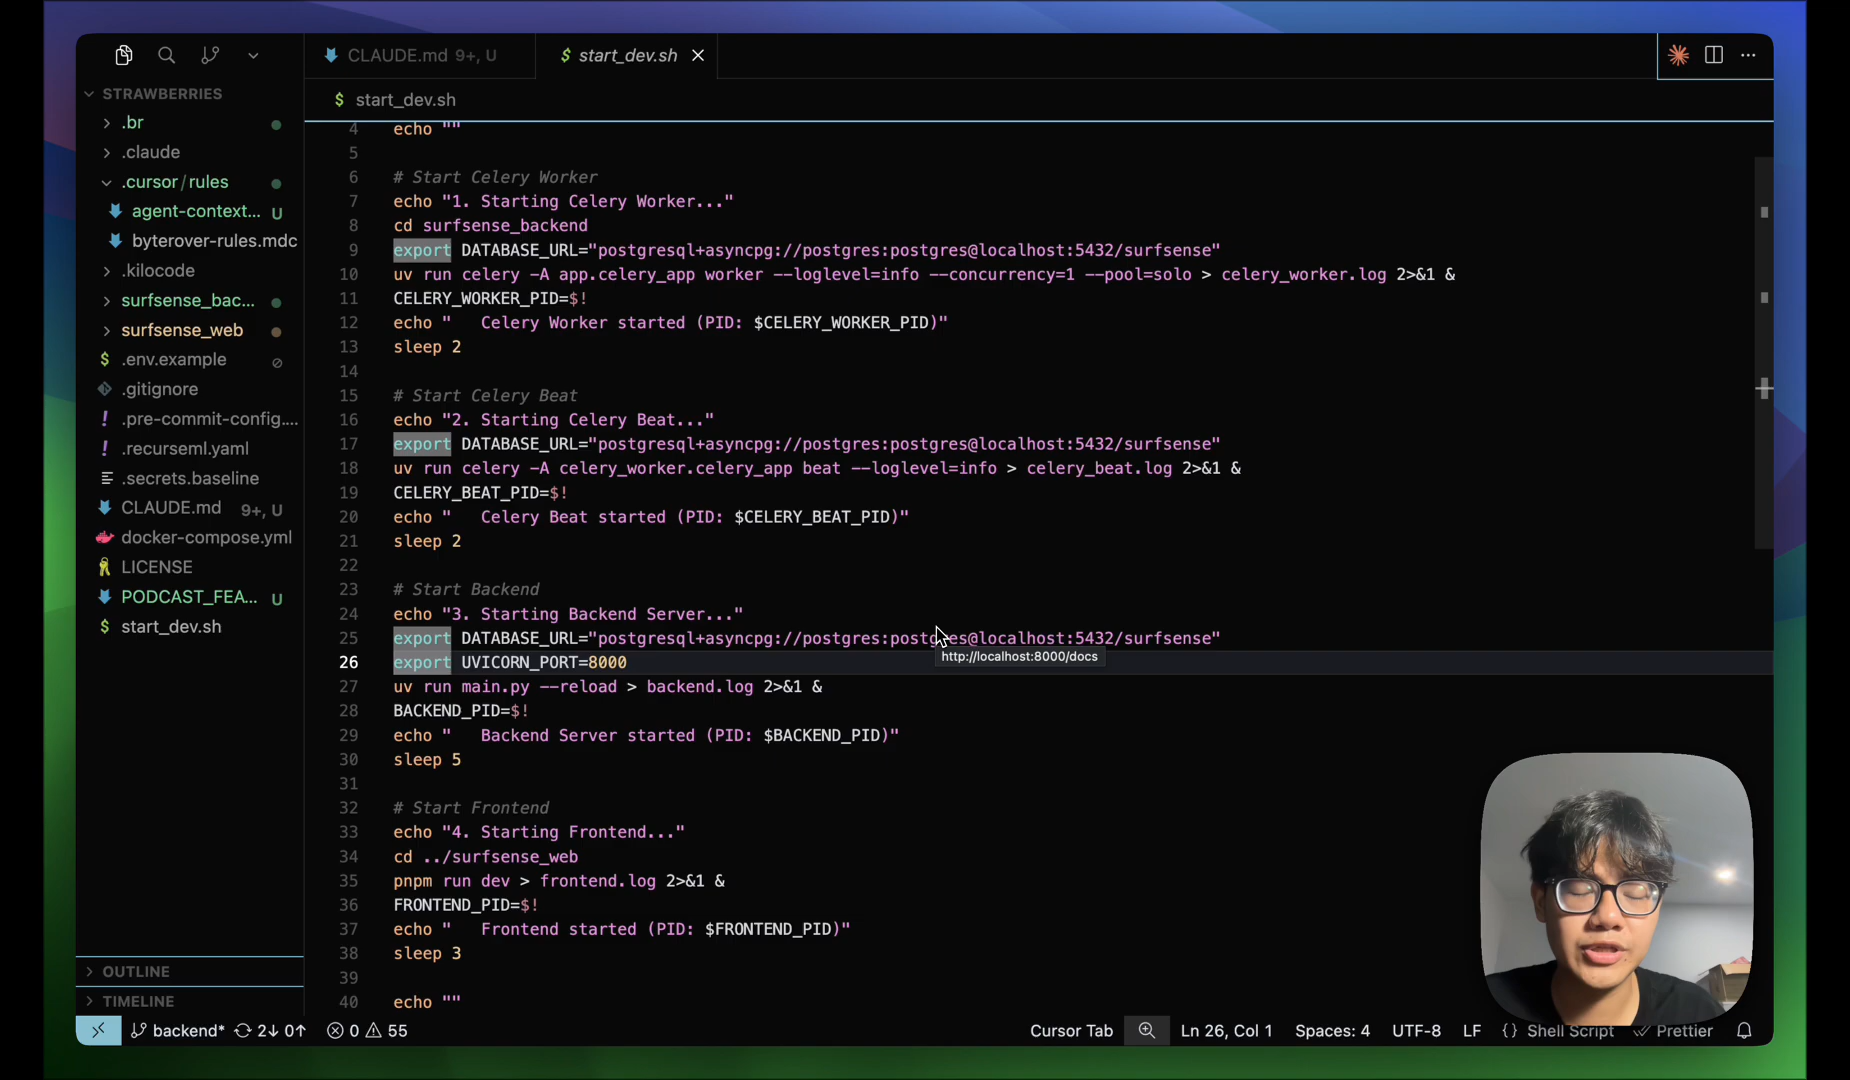 CLAUDE.md 9+, U
$ start_dev.sh
STRAWBERRIES
$ start_dev.sh
.br
.claude
.cursor/rules
agent-context... U
byterover-rules.mdc
.kilocode
surfsense_bac...
surfsense_web
$ .env.example
.gitignore
! .pre-commit-config....
! .recurseml.yaml
.secrets.baseline
CLAUDE.md 9+, U
docker-compose.yml
LICENSE
PODCAST_FEA... U
$ start_dev.sh
OUTLINE
TIMELINE
4 echo ""
5
6 # Start Celery Worker
7 echo "1. Starting Celery Worker..."
8 cd surfsense_backend
9 export DATABASE_URL="postgresql+asyncpg://postgres:postgres@localhost:5432/surfsense"
10 uv run celery -A app.celery_app worker --loglevel=info --concurrency=1 --pool=solo > celery_worker.log 2>&1 &
11 CELERY_WORKER_PID=$!
12 echo "   Celery Worker started (PID: $CELERY_WORKER_PID)"
13 sleep 2
14
15 # Start Celery Beat
16 echo "2. Starting Celery Beat..."
17 export DATABASE_URL="postgresql+asyncpg://postgres:postgres@localhost:5432/surfsense"
18 uv run celery -A celery_worker.celery_app beat --loglevel=info > celery_beat.log 2>&1 &
19 CELERY_BEAT_PID=$!
20 echo "   Celery Beat started (PID: $CELERY_BEAT_PID)"
21 sleep 2
22
23 # Start Backend
24 echo "3. Starting Backend Server..."
25 export DATABASE_URL="postgresql+asyncpg://postgres:postgres@localhost:5432/surfsense"
http://localhost:8000/docs
26 export UVICORN_PORT=8000
27 uv run main.py --reload > backend.log 2>&1 &
28 BACKEND_PID=$!
29 echo "   Backend Server started (PID: $BACKEND_PID)"
30 sleep 5
31
32 # Start Frontend
33 echo "4. Starting Frontend..."
34 cd ../surfsense_web
35 pnpm run dev > frontend.log 2>&1 &
36 FRONTEND_PID=$!
37 echo "   Frontend started (PID: $FRONTEND_PID)"
38 sleep 3
39
40 echo ""
backend* 2↓ 0↑ 0 55 Cursor Tab Ln 26, Col 1 Spaces: 4 UTF-8 LF {} Shell Script Prettier